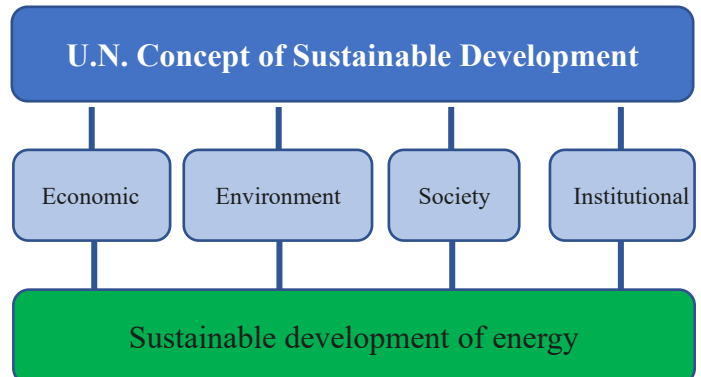 U.N. Concept of Sustainable Development
Economic
Environment
Society
Institutional
Sustainable development of energy